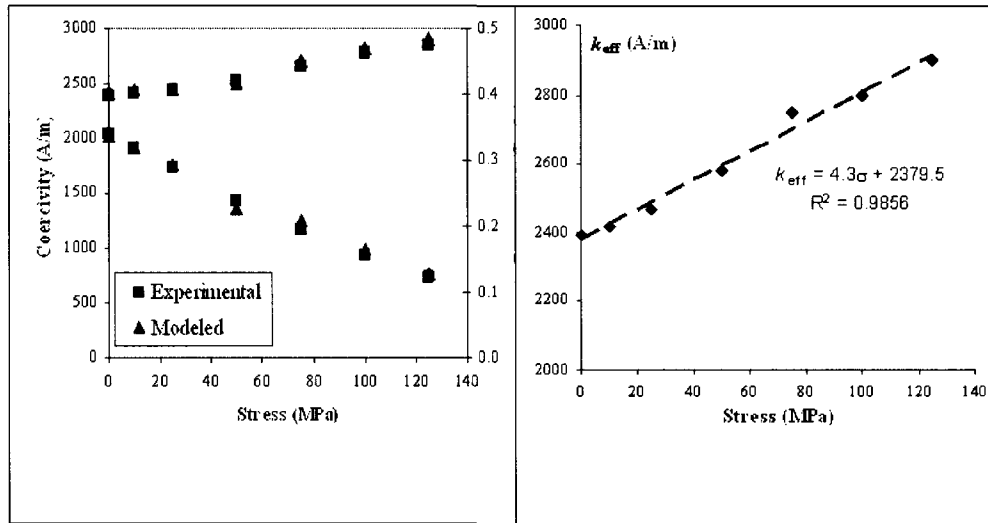 3000
2500
2000
1500
1000
500
0
Coercivity (A/m)
0.5
0.4
0.3
0.2
0.1
0.0
Experimental
Modeled
0 20 40 60 80 100 120 140
Stress (MPa)
k eff (A/m)
3000
2800
2600
2400
2200
2000
k eff = 4.3σ + 2379.5
R² = 0.9856
0 20 40 60 80 100 120 140
Stress (MPa)